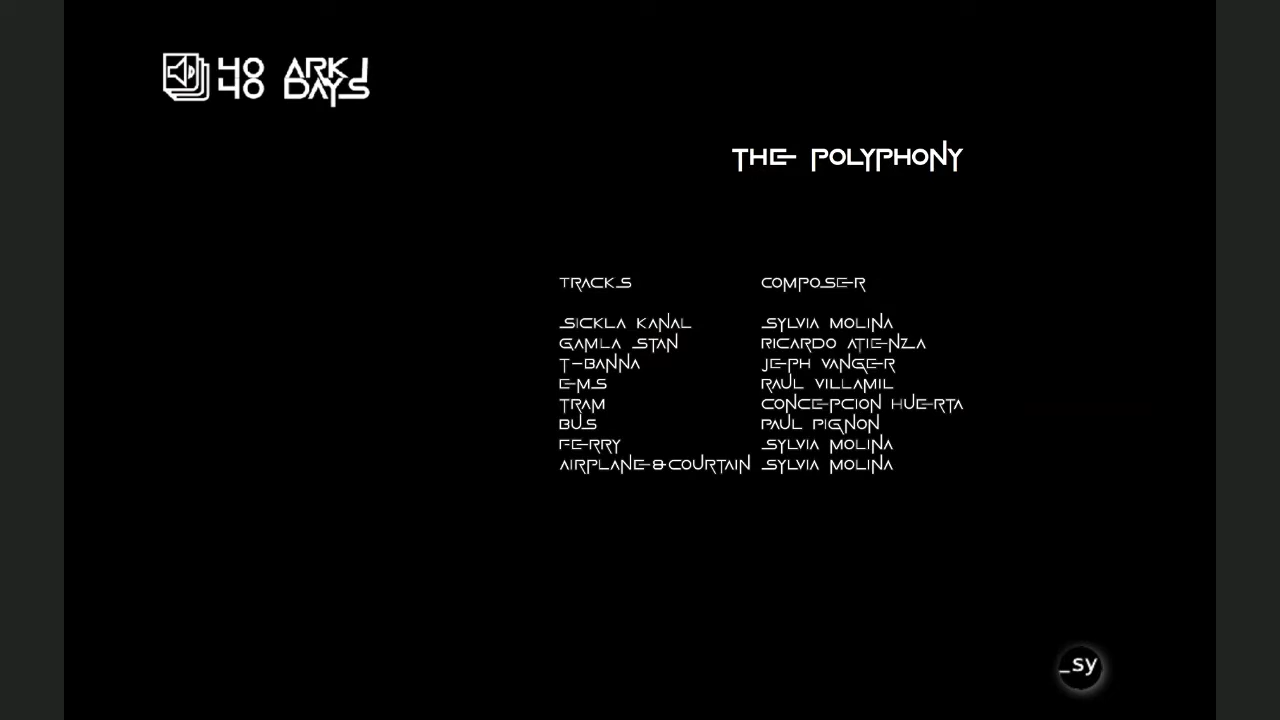 40 ARKJ
40 DAYS
THE POLYPHONY
TRACKS COMPOSER
SICKLA KANAL SYLVIA MOLINA
GAMLA STAN RICARDO ATIENZA
T-BANNA JEPH VANGER
EMS RAUL VILLAMIL
TRAM CONCEPCION HUERTA
BUS PAUL PIGNON
FERRY SYLVIA MOLINA
AIRPLANE&COURTAIN SYLVIA MOLINA
_sy